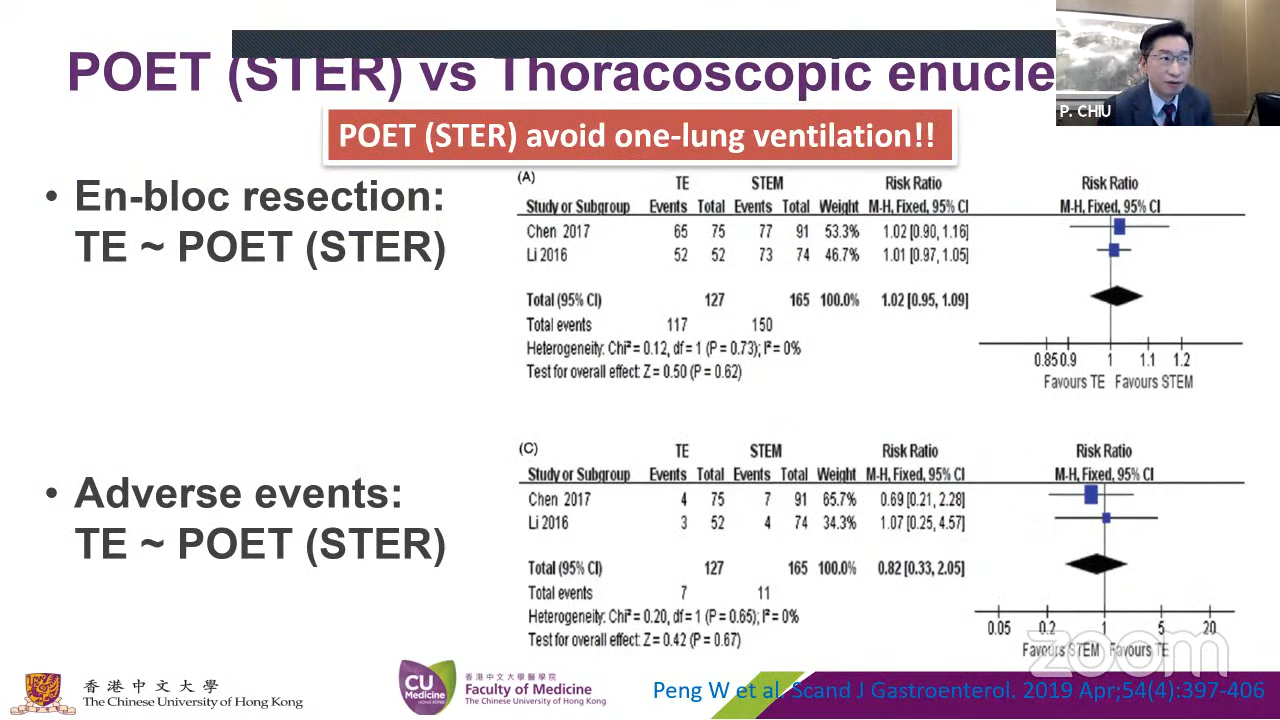 POET (STER) vs Thoracoscopic enucle
P. CHIU
POET (STER) avoid one-lung ventilation!!
• En-bloc resection:
TE ~ POET (STER)
(A)
TE STEM Risk Ratio Risk Ratio
Study or Subgroup Events Total Events Total Weight M-H, Fixed, 95% CI M-H, Fixed, 95% CI
Chen 2017 65 75 77 91 53.3% 1.02 [0.90, 1.16]
Li 2016 52 52 73 74 46.7% 1.01 [0.97, 1.05]
Total (95% CI) 127 165 100.0% 1.02 [0.95, 1.09]
Total events 117 150
Heterogeneity: Chi² = 0.12, df = 1 (P = 0.73); I² = 0%
Test for overall effect: Z = 0.50 (P = 0.62)
0.85 0.9 1 1.1 1.2
Favours TE Favours STEM
• Adverse events:
TE ~ POET (STER)
(C)
TE STEM Risk Ratio Risk Ratio
Study or Subgroup Events Total Events Total Weight M-H, Fixed, 95% CI M-H, Fixed, 95% CI
Chen 2017 4 75 7 91 65.7% 0.69 [0.21, 2.28]
Li 2016 3 52 4 74 34.3% 1.07 [0.25, 4.57]
Total (95% CI) 127 165 100.0% 0.82 [0.33, 2.05]
Total events 7 11
Heterogeneity: Chi² = 0.20, df = 1 (P = 0.65); I² = 0%
Test for overall effect: Z = 0.42 (P = 0.67)
0.05 0.2 1 5 20
Favours STEM Favours TE
zoom
香港中文大學
The Chinese University of Hong Kong
CU
Medicine
HONG KONG
香港中文大學醫學院
Faculty of Medicine
The Chinese University of Hong Kong
Peng W et al. Scand J Gastroenterol. 2019 Apr;54(4):397-406